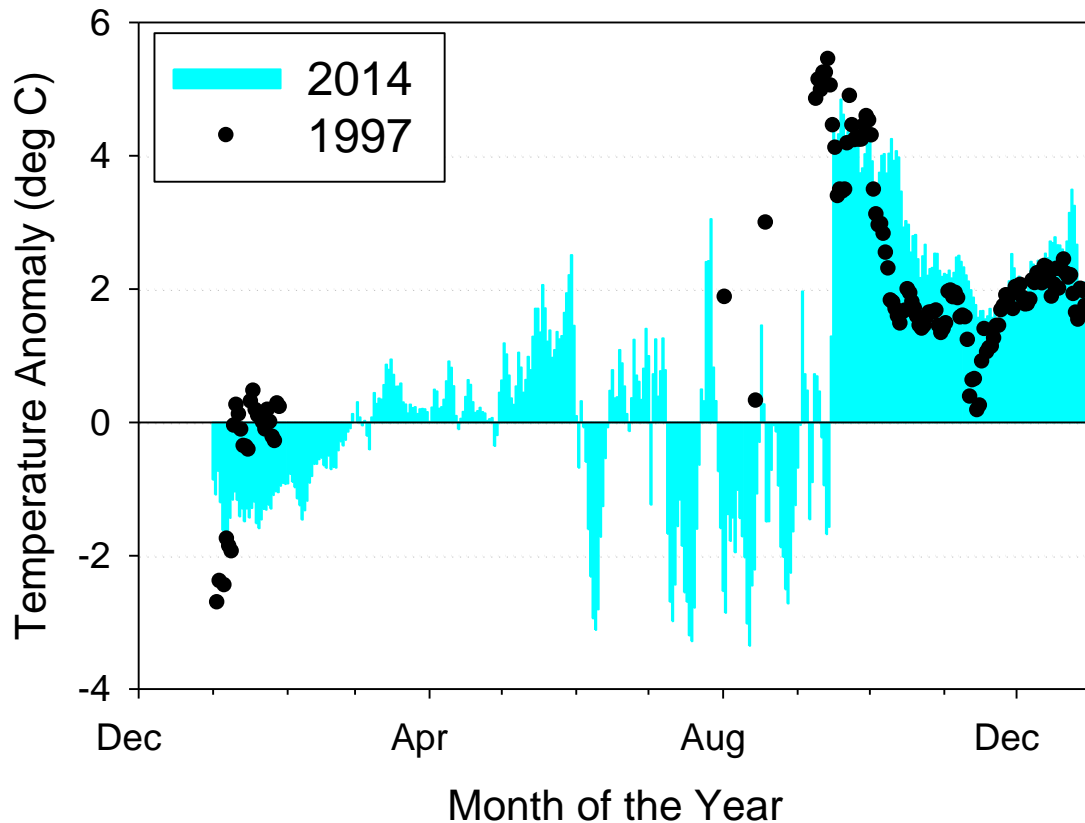 6
4
2
0
-2
-4
Temperature Anomaly (deg C)
2014
1997
Dec
Apr
Aug
Dec
Month of the Year